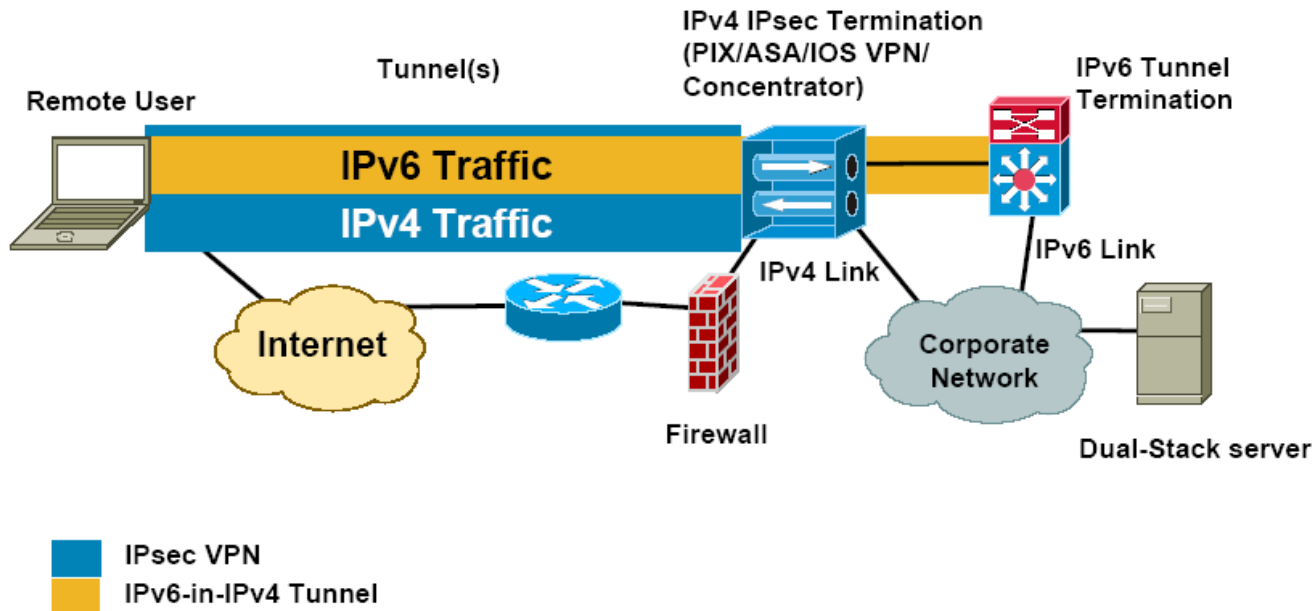 IPv4 IPsec Termination
(PIX/ASA/IOS VPN/
Concentrator)
Tunnel(s)
IPv6 Tunnel
Termination
Remote User
IPv6 Traffic
IPv4 Traffic
IPv4 Link
IPv6 Link
Internet
Corporate
Network
Firewall
Dual-Stack server
IPsec VPN
IPv6-in-IPv4 Tunnel